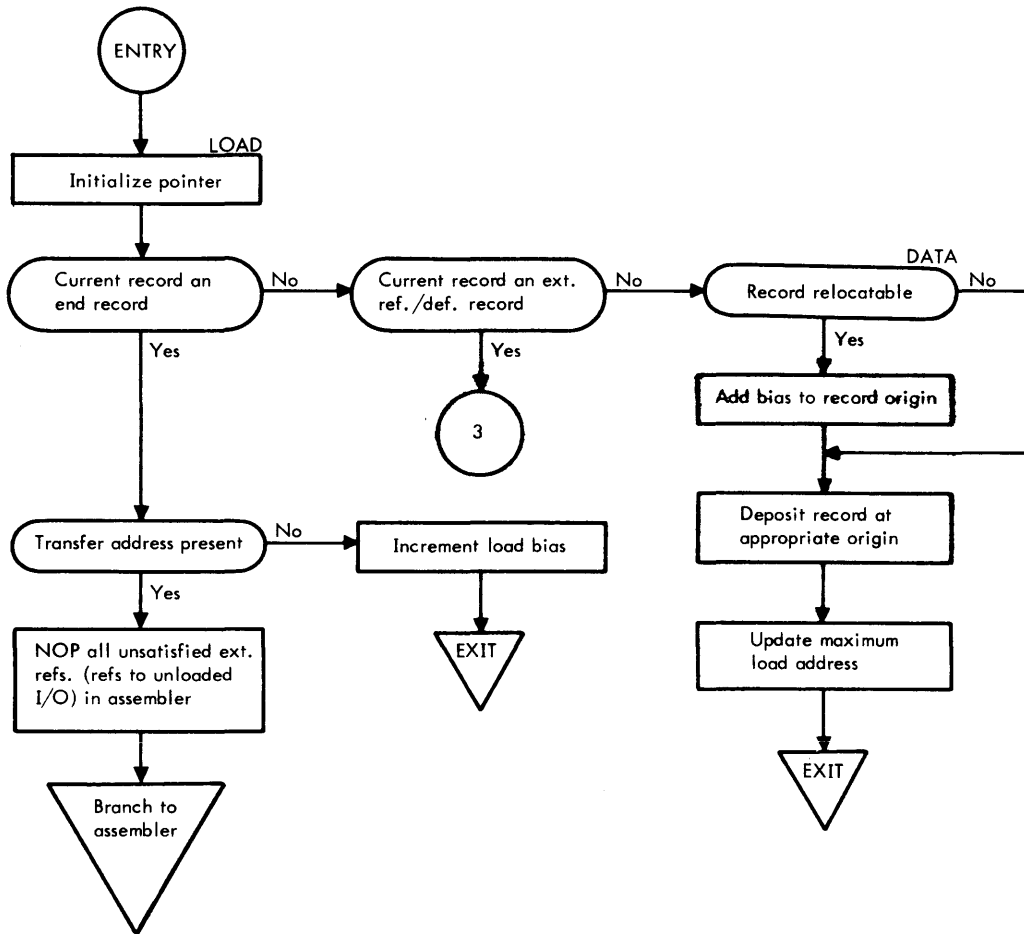 ENTRY
LOAD
Initialize pointer
Current record an
end record
No
Current record an ext.
ref./def. record
No
DATA
Record relocatable
No
Yes
Yes
Yes
Add bias to record origin
3
Transfer address present
No
Increment load bias
Deposit record at
appropriate origin
Yes
NOP all unsatisfied ext.
refs. (refs to unloaded
I/O) in assembler
EXIT
Update maximum
load address
Branch to
assembler
EXIT